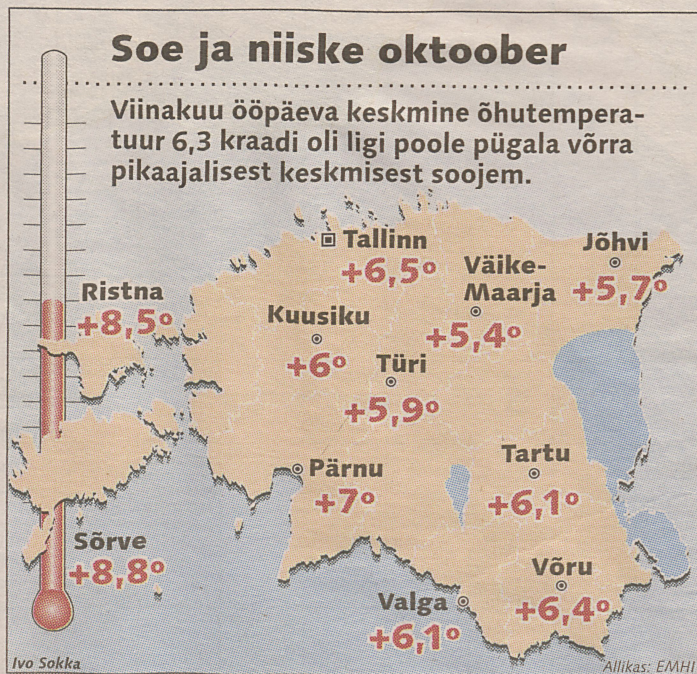 Soe ja niiske oktoober
Viinakuu ööpäeva keskmine õhutempera-
tuur 6,3 kraadi oli ligi poole pügala võrra
pikaajalisest keskmisest soojem.
Tallinn
+6,5°
Jõhvi
+5,7°
Väike-
Maarja
+5,4°
Ristna
+8,5°
Kuusiku
+6°
Türi
+5,9°
Tartu
+6,1°
Pärnu
+7°
Sõrve
+8,8°
Võru
+6,4°
Valga
+6,1°
Ivo Sokka
Allikas: EMHI